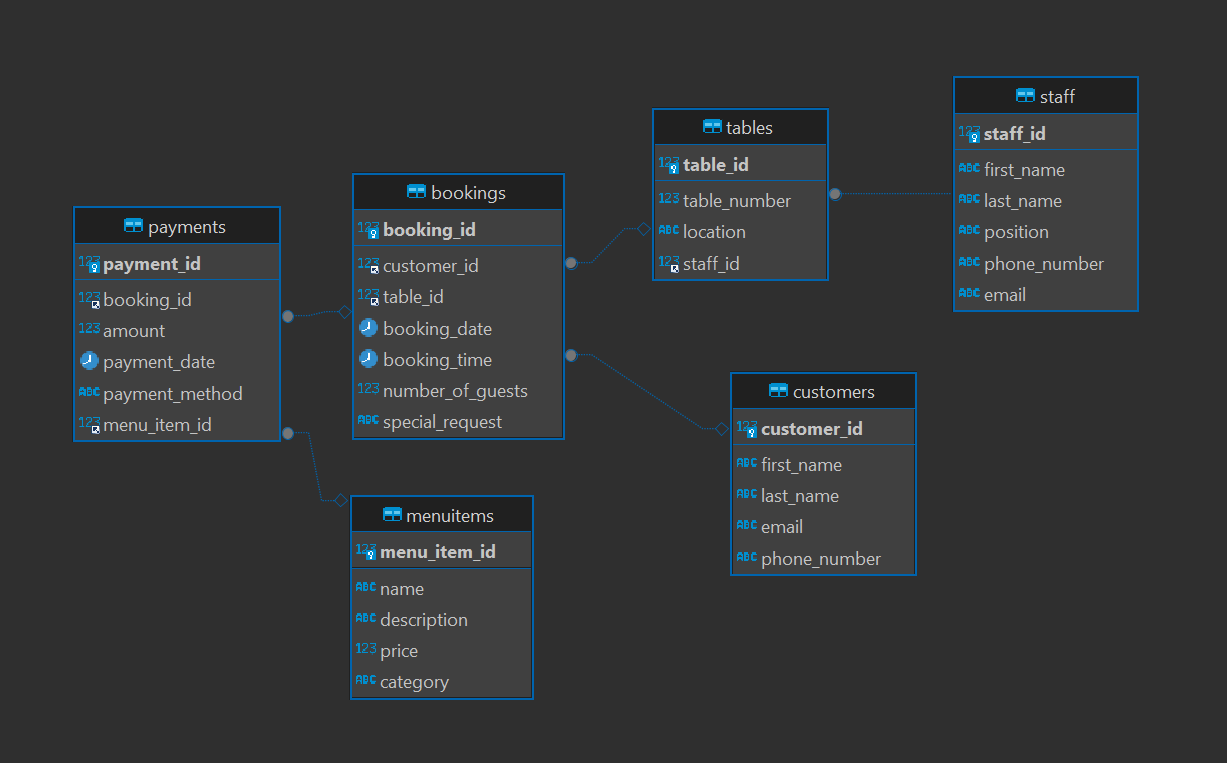 payments
123 payment_id
123 booking_id
123 amount
payment_date
ABC payment_method
123 menu_item_id
bookings
123 booking_id
123 customer_id
123 table_id
booking_date
booking_time
123 number_of_guests
ABC special_request
menuitems
123 menu_item_id
ABC name
ABC description
123 price
ABC category
tables
123 table_id
123 table_number
ABC location
123 staff_id
customers
123 customer_id
ABC first_name
ABC last_name
ABC email
ABC phone_number
staff
123 staff_id
ABC first_name
ABC last_name
ABC position
ABC phone_number
ABC email